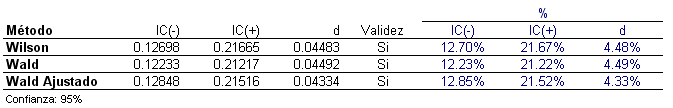 %
Método IC(-) IC(+) d Validez IC(-) IC(+) d
Wilson 0.12698 0.21665 0.04483 Si 12.70% 21.67% 4.48%
Wald 0.12233 0.21217 0.04492 Si 12.23% 21.22% 4.49%
Wald Ajustado 0.12848 0.21516 0.04334 Si 12.85% 21.52% 4.33%
Confianza: 95%